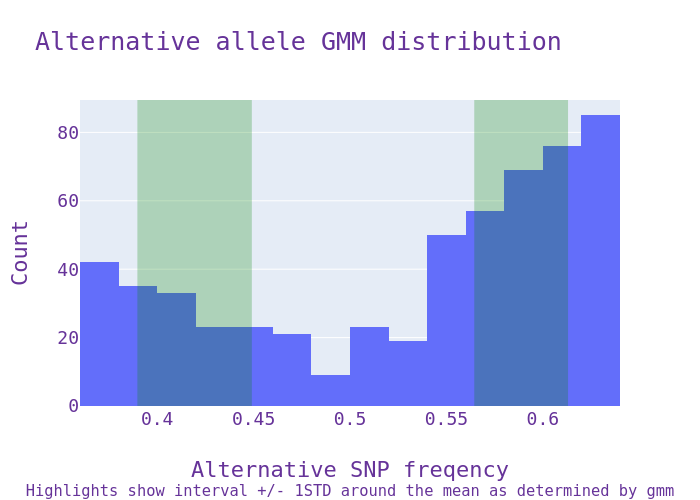 Alternative allele GMM distribution
Count
80
60
40
20
0
0.4 0.45 0.5 0.55 0.6
Alternative SNP freqency
Highlights show interval +/- 1STD around the mean as determined by gmm